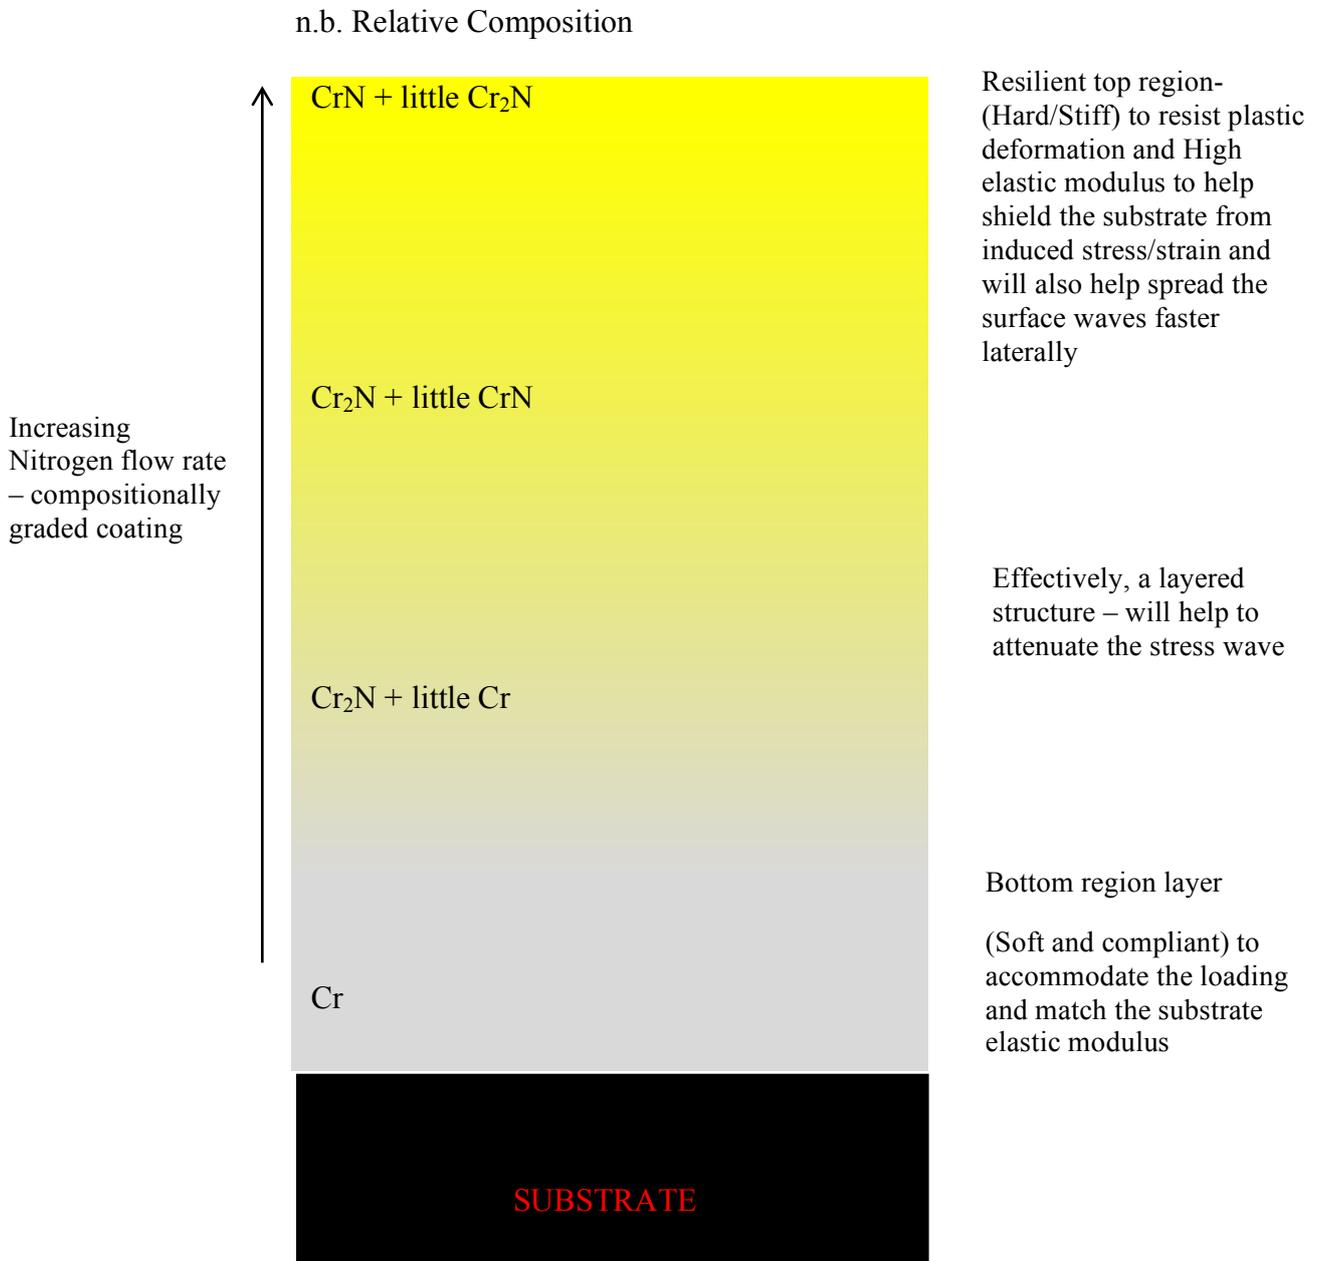 n.b. Relative Composition
CrN + little Cr₂N
Cr₂N + little CrN
Cr₂N + little Cr
Cr
SUBSTRATE
Increasing
Nitrogen flow rate
– compositionally
graded coating
Resilient top region-
(Hard/Stiff) to resist plastic
deformation and High
elastic modulus to help
shield the substrate from
induced stress/strain and
will also help spread the
surface waves faster
laterally
Effectively, a layered
structure – will help to
attenuate the stress wave
Bottom region layer
(Soft and compliant) to
accommodate the loading
and match the substrate
elastic modulus